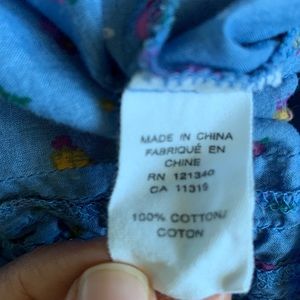 MADE IN CHINA
FABRIQUÉ EN
CHINE
RN 121340
CA 11319
100% COTTON/
COTON